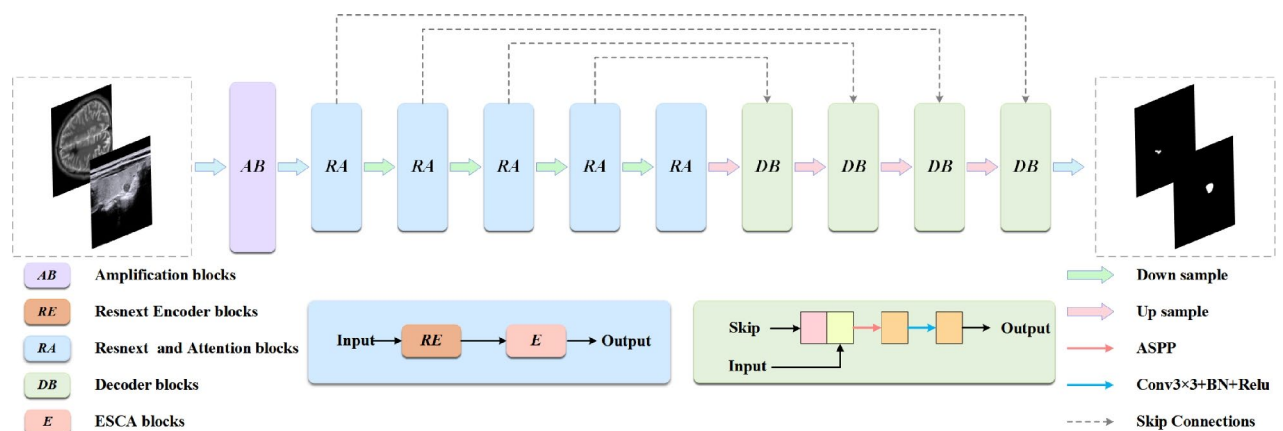 AB
RA
RA
RA
RA
RA
DB
DB
DB
DB
AB Amplification blocks
RE Resnext Encoder blocks
RA Resnext and Attention blocks
DB Decoder blocks
E ESCA blocks
Input RE E Output
Skip
Input
Output
Down sample
Up sample
ASPP
Conv3×3+BN+Relu
Skip Connections